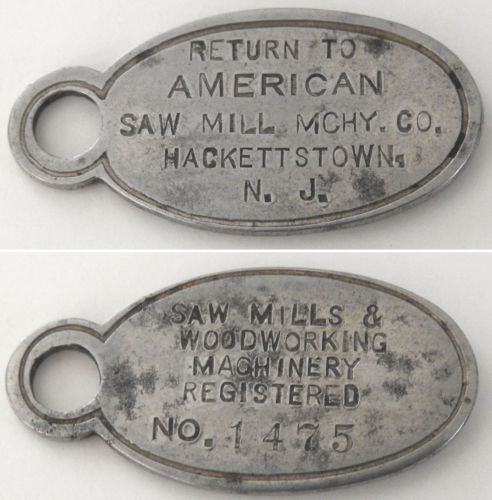 RETURN TO
AMERICAN
SAW MILL MCHY. CO.
HACKETTSTOWN.
N. J.
SAW MILLS &
WOODWORKING
MACHINERY
REGISTERED
NO. 1475